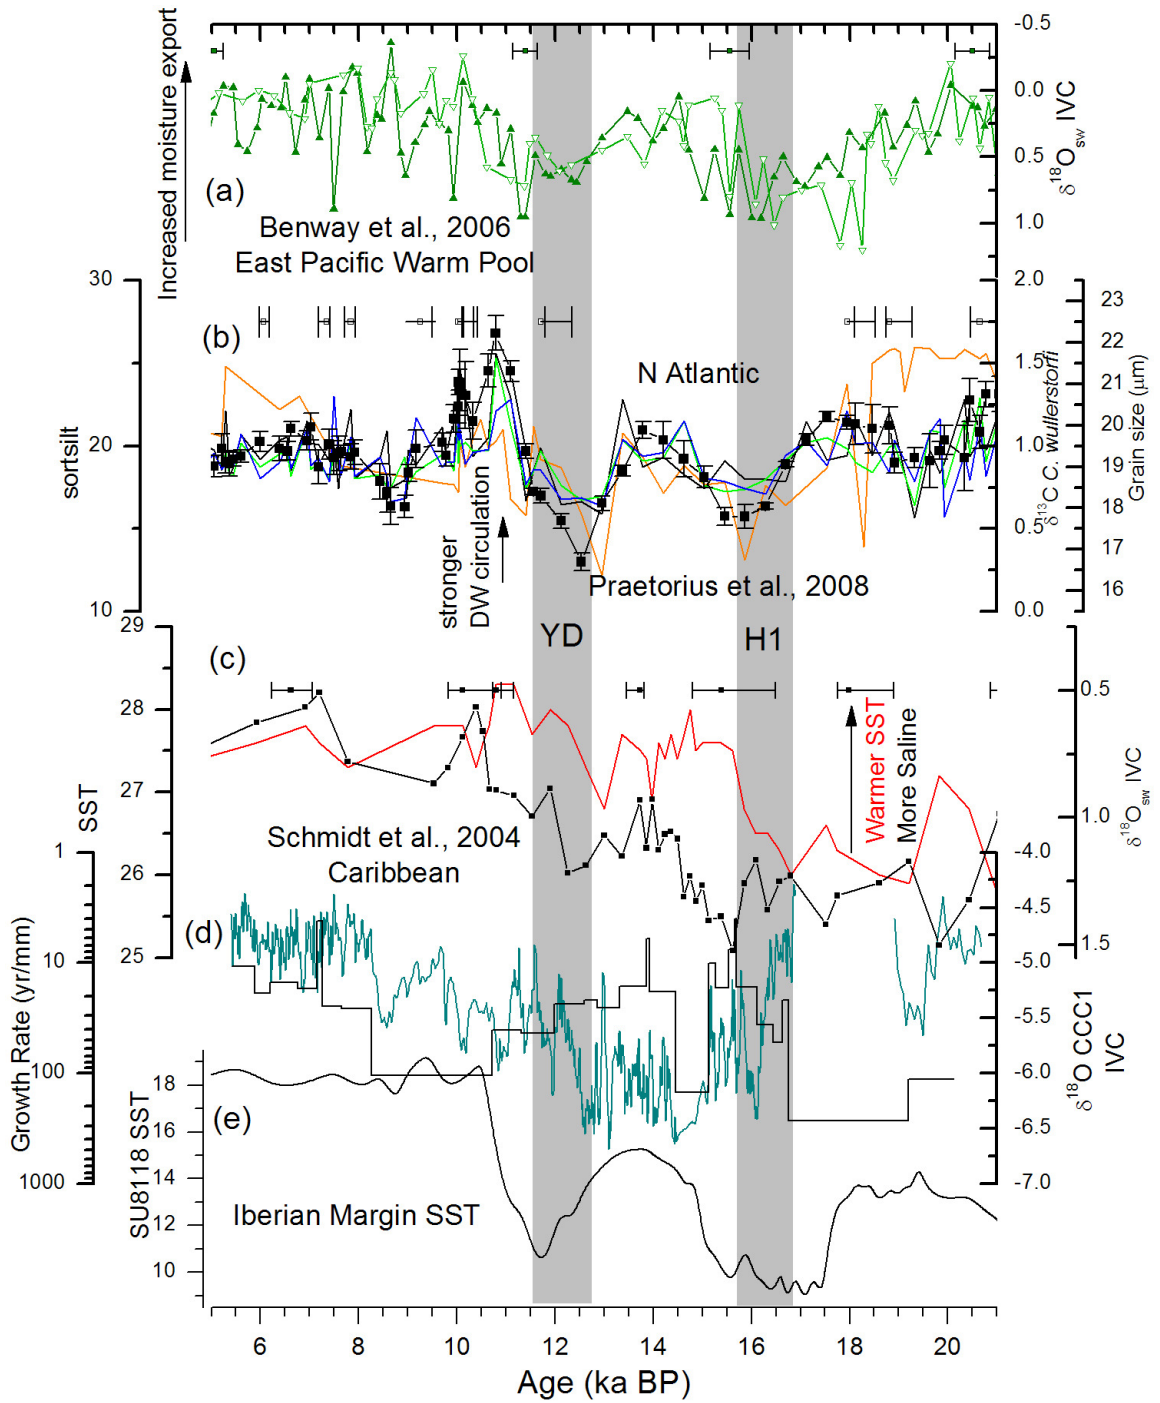 Increased moisture export
(a)
Benway et al., 2006
East Pacific Warm Pool
-0.5
0.0
0.5
1.0
δ18Osw IVC
30
20
10
sortsilt
(b)
N Atlantic
stronger
DW circulation
Praetorius et al., 2008
2.0
1.5
1.0
0.5
0.0
δ13C C. wullerstorfi
23
22
21
20
19
18
17
16
Grain size (μm)
YD
H1
29
28
27
26
25
SST
(c)
Schmidt et al., 2004
Caribbean
Warmer SST
More Saline
0.5
1.0
1.5
δ18Osw IVC
1
10
100
1000
Growth Rate (yr/mm)
(d)
-4.0
-4.5
-5.0
-5.5
-6.0
-6.5
-7.0
δ18O CCC1
IVC
18
16
14
12
10
SU8118 SST
(e)
Iberian Margin SST
6 8 10 12 14 16 18 20
Age (ka BP)